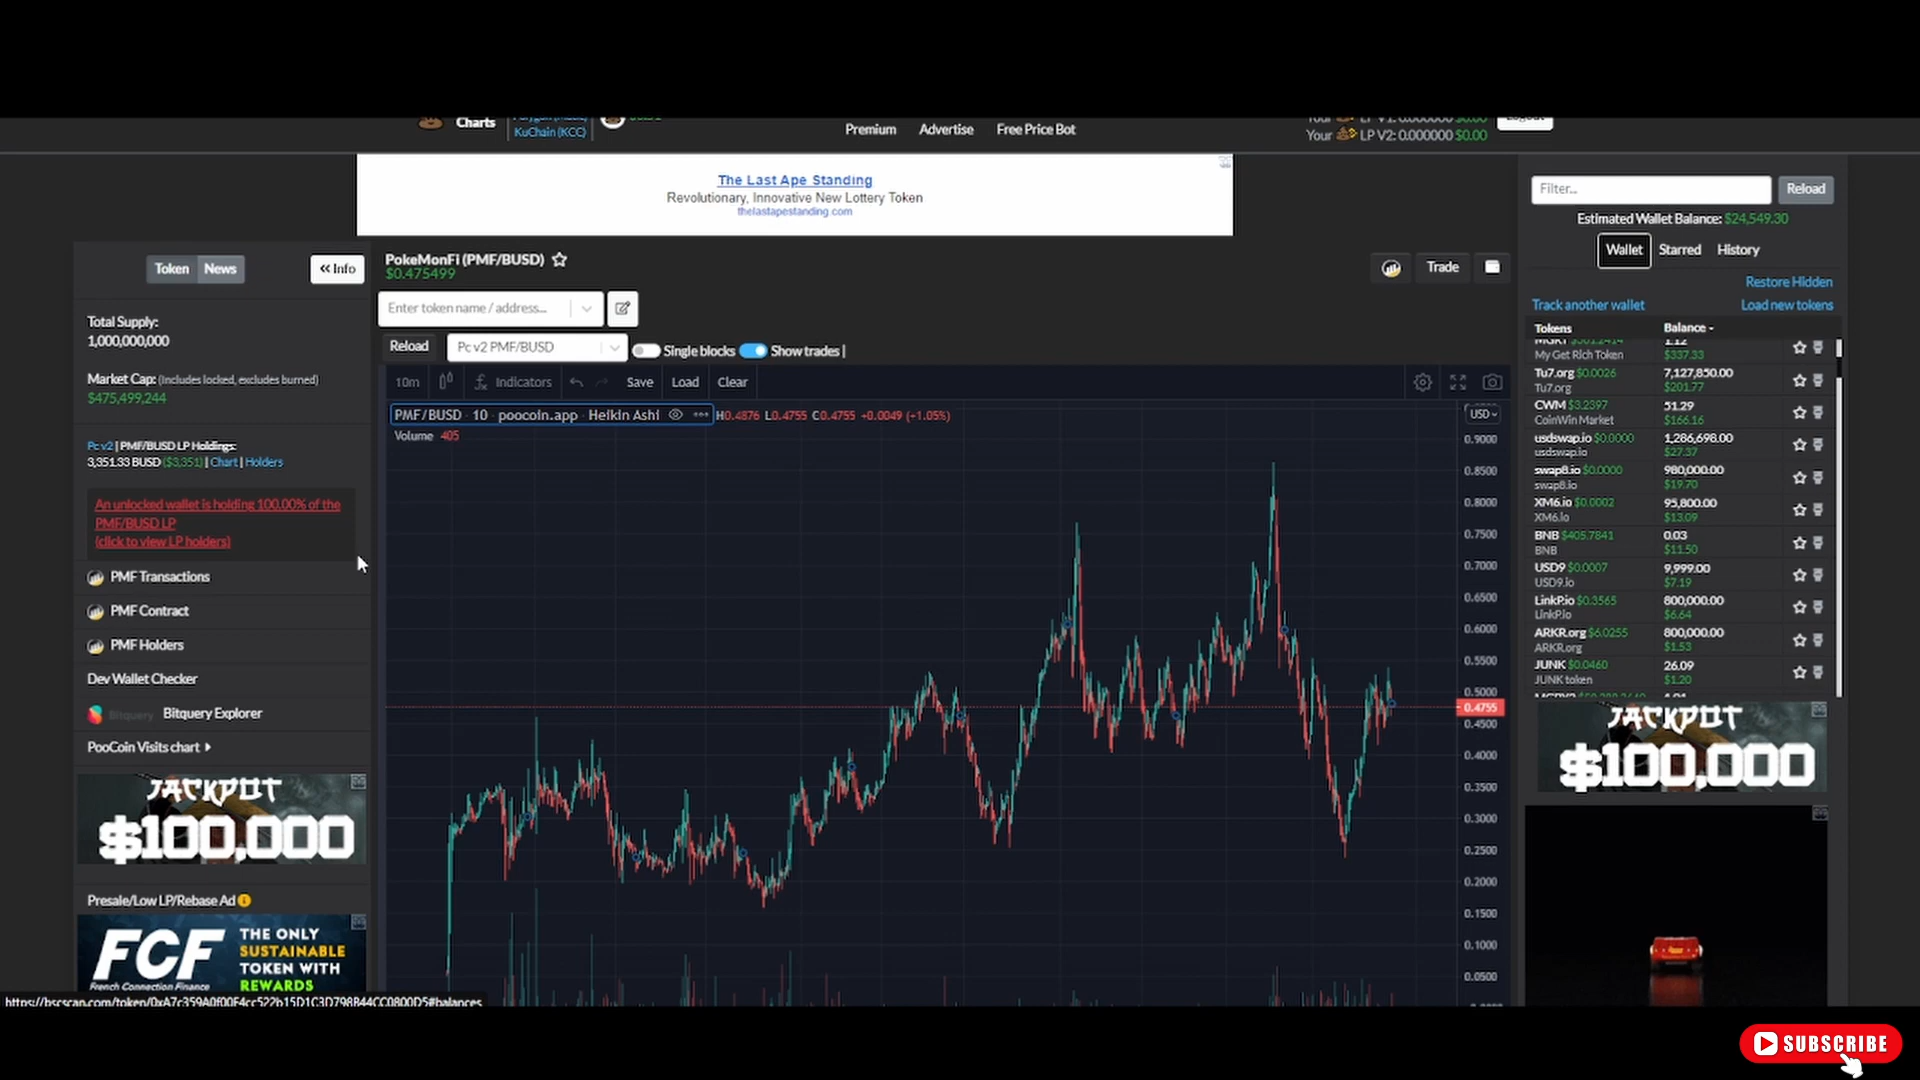 Charts
KuChain (KCC)
Premium
Advertise
Free Price Bot
Your LP V2: 0.000000 $0.00
The Last Ape Standing
Revolutionary, Innovative New Lottery Token
thelastapestanding.com
Token
News
« Info
Total Supply:
1,000,000,000
Market Cap: (Includes locked, excludes burned)
$475,499,244
Pc v2 | PMF/BUSD LP Holdings:
3,351.33 BUSD ($3,351) | Chart | Holders
An unlocked wallet is holding 100.00% of the
PMF/BUSD LP
(click to view LP holders)
PMF Transactions
PMF Contract
PMF Holders
Dev Wallet Checker
Bitquery Bitquery Explorer
PooCoin Visits chart
JACKPOT
$100,000
Presale/Low LP/Rebase Ad
FCF
French Connection Finance
THE ONLY
SUSTAINABLE
TOKEN WITH
REWARDS
PokeMonFi (PMF/BUSD)
$0.475499
Trade
Enter token name / address...
Reload
Pc v2 PMF/BUSD
Single blocks
Show trades |
10m
Indicators
Save
Load
Clear
PMF/BUSD · 10 · poocoin.app · Heikin Ashi
H0.4876 L0.4755 C0.4755 +0.0049 (+1.05%)
Volume 405
USD
0.9000
0.8500
0.8000
0.7500
0.7000
0.6500
0.6000
0.5500
0.5000
0.4755
0.4500
0.4000
0.3500
0.3000
0.2500
0.2000
0.1500
0.1000
0.0500
Filter...
Reload
Estimated Wallet Balance: $24,549.30
Wallet
Starred
History
Restore Hidden
Track another wallet
Load new tokens
Tokens
Balance
My Get Rich Token
$337.33
Tu7.org $0.0026
7,127,850.00
Tu7.org
$201.77
CWM $3.2397
51.29
CoinWin Market
$166.16
usdswap.io $0.0000
1,286,698.00
usdswap.io
$27.37
swap8.io $0.0000
980,000.00
swap8.io
$19.70
XM6.io $0.0002
95,800.00
XM6.io
$13.09
BNB $405.7841
0.03
BNB
$11.50
USD9 $0.0007
9,999.00
USD9.io
$7.19
LinkP.io $0.3565
800,000.00
LinkP.io
$6.64
ARKR.org $6.0255
800,000.00
ARKR.org
$1.53
JUNK $0.0460
26.09
JUNK token
$1.20
JACKPOT
$100,000
SUBSCRIBE